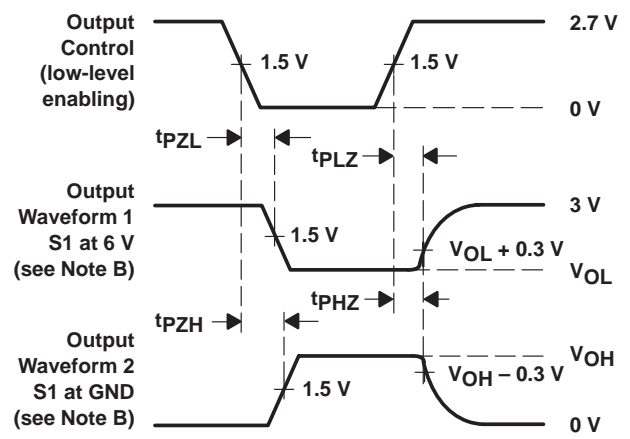 Output
Control
(low-level
enabling)
2.7 V
1.5 V
1.5 V
0 V
tPZL
tPLZ
Output
Waveform 1
S1 at 6 V
(see Note B)
3 V
1.5 V
VOL + 0.3 V
VOL
tPZH
tPHZ
Output
Waveform 2
S1 at GND
(see Note B)
VOH
1.5 V
VOH – 0.3 V
0 V